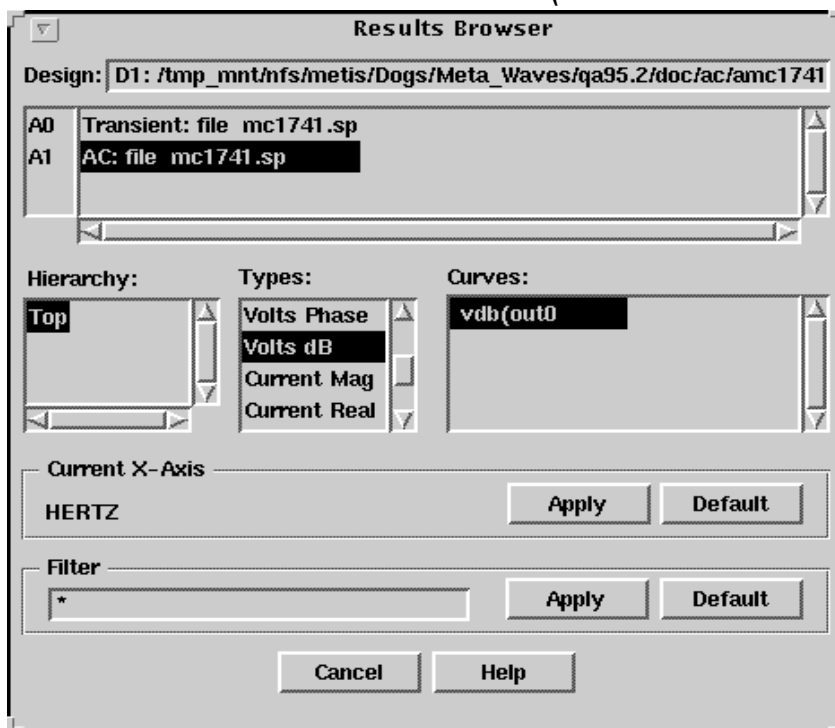 Results Browser
Design: D1: /tmp_mnt/nfs/metis/Dogs/Meta_Waves/qa95.2/doc/ac/amc1741
A0 Transient: file mc1741.sp
A1 AC: file mc1741.sp
Hierarchy: Types: Curves:
Top Volts Phase vdb(out0
Volts dB
Current Mag
Current Real
Current X-Axis
HERTZ Apply Default
Filter
* Apply Default
Cancel Help